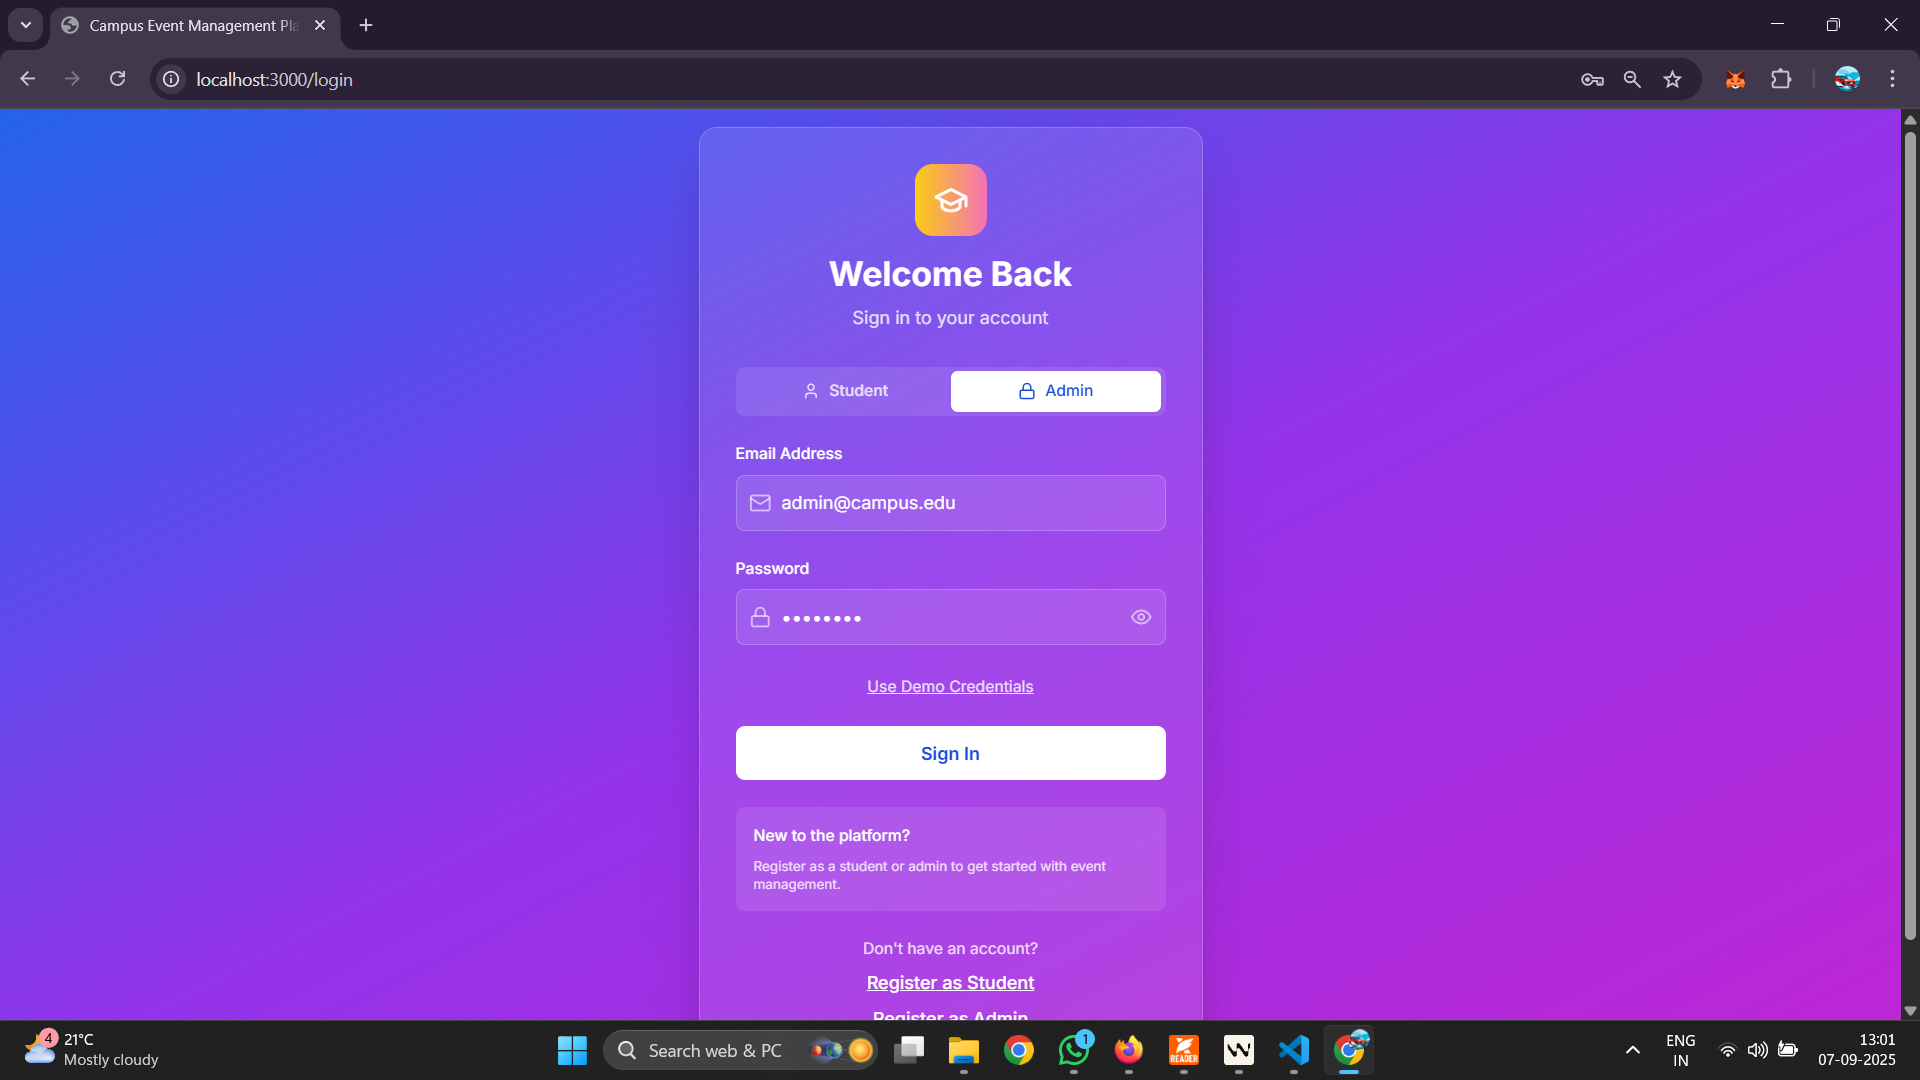 Campus Event Management Pla
localhost:3000/login
Welcome Back
Sign in to your account
Student
Admin
Email Address
admin@campus.edu
Password
••••••••
Use Demo Credentials
Sign In
New to the platform?
Register as a student or admin to get started with event
management.
Don't have an account?
Register as Student
Register as Admin
4
21°C
Mostly cloudy
Search web & PC
1
READER
ENG
IN
13:01
07-09-2025